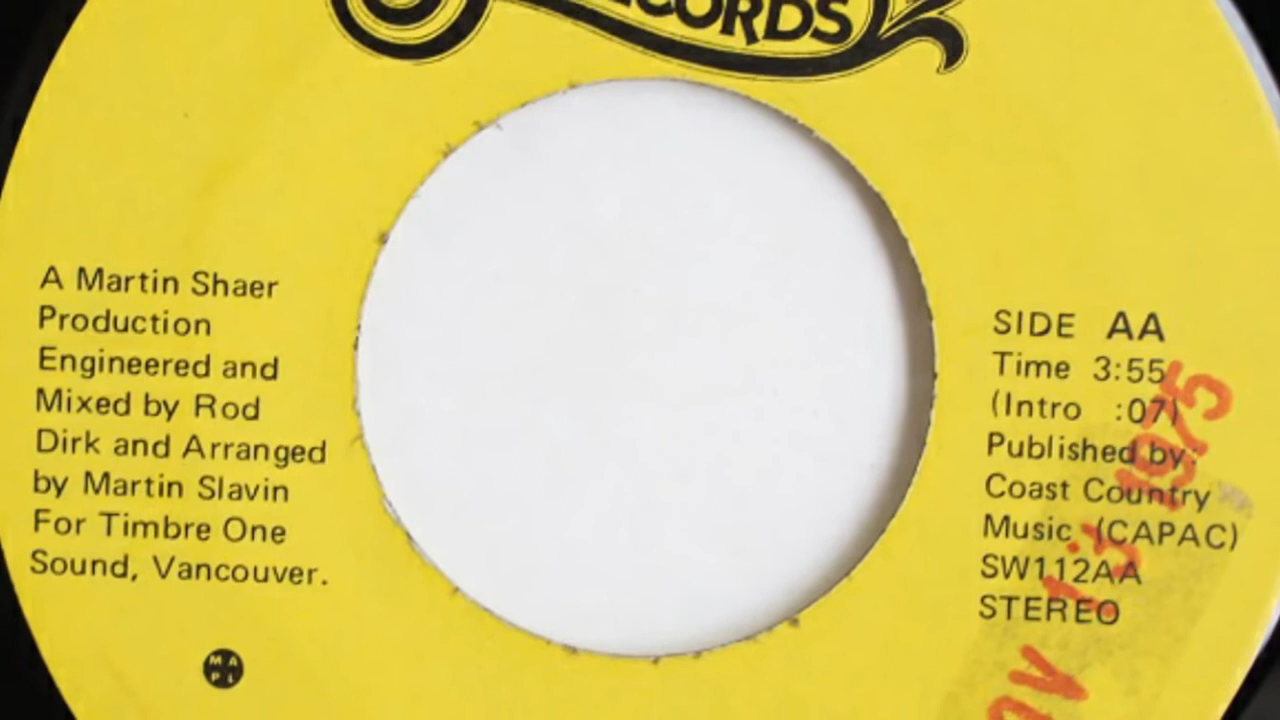 RECORDS
A Martin Shaer
Production
Engineered and
Mixed by Rod
Dirk and Arranged
by Martin Slavin
For Timbre One
Sound, Vancouver.
M A
P L
SIDE AA
Time 3:55
(Intro :07)
Published by:
Coast Country
Music (CAPAC)
SW112AA
STEREO
1975